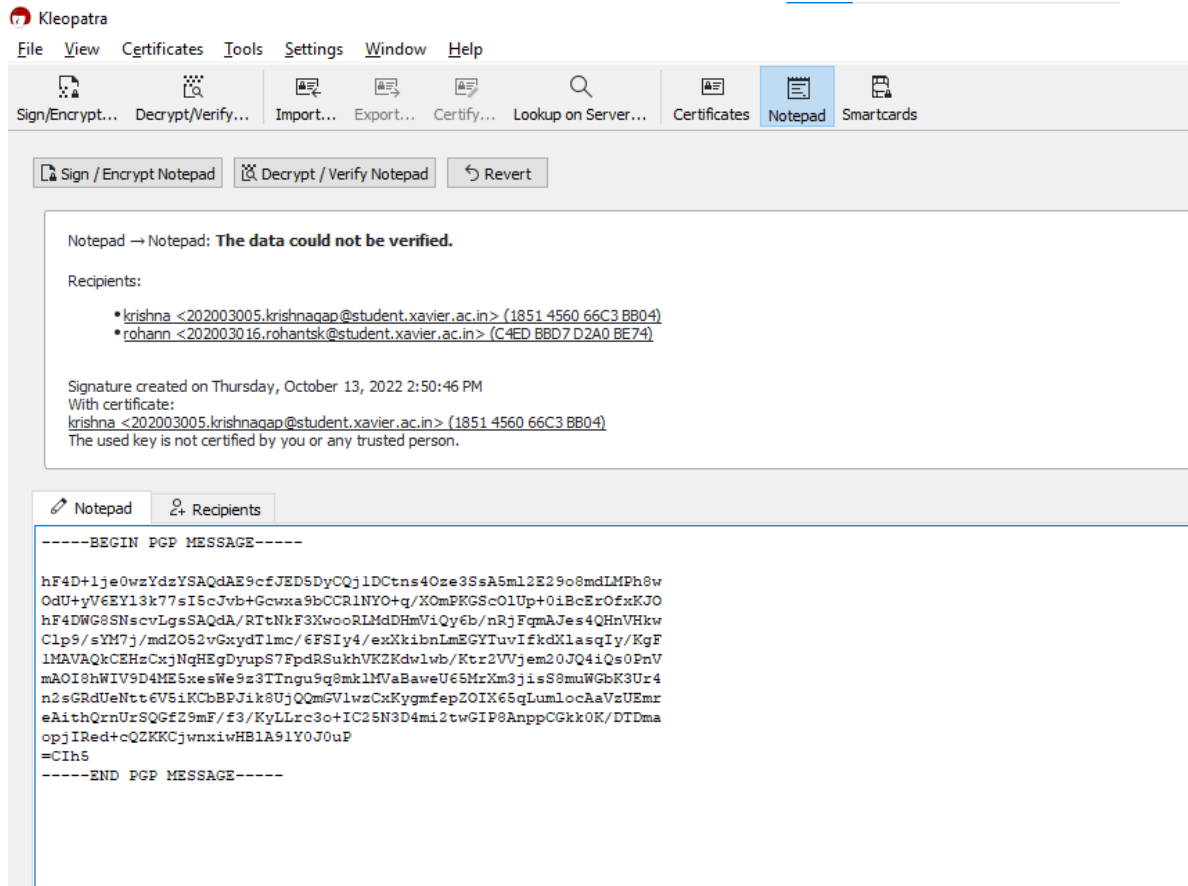 Kleopatra
File View Certificates Tools Settings Window Help
Sign/Encrypt... Decrypt/Verify... Import... Export... Certify... Lookup on Server... Certificates Notepad Smartcards
Sign / Encrypt Notepad Decrypt / Verify Notepad Revert
Notepad → Notepad: The data could not be verified.
Recipients:
• krishna <202003005.krishnagap@student.xavier.ac.in> (1851 4560 66C3 BB04)
• rohann <202003016.rohantsk@student.xavier.ac.in> (C4ED BBD7 D2A0 BE74)
Signature created on Thursday, October 13, 2022 2:50:46 PM
With certificate:
krishna <202003005.krishnagap@student.xavier.ac.in> (1851 4560 66C3 BB04)
The used key is not certified by you or any trusted person.
Notepad Recipients
-----BEGIN PGP MESSAGE-----
hF4D+1je0wzYdzYSAQdAE9cfJED5DyCQj1DCtns4Oze3SsA5ml2E29o8mdLMPh8w
OdU+yV6EYl3k77sI5cJvb+Gcwxa9bCCR1NYO+q/XOmPKGScOlUp+0iBcErOfxKJO
hF4DWG8SNscvLgsSAQdA/RTtNkF3XwooRLMdDHmViQy6b/nRjFqmAJes4QHnVHkw
Clp9/sYM7j/mdZO52vGxydTlmc/6FSIy4/exXkibnLmEGYTuvIfkdXlasqIy/KgF
1MAVAQkCEHzCxjNqHEgDyupS7FpdRSukhVKZKdwlwb/Ktr2VVjem20JQ4iQs0PnV
mAOI8hWIV9D4ME5xesWe9z3TTngu9q8mklMVaBaweU65MrXm3jisS8muWGbK3Ur4
n2sGRdUeNtt6V5iKCbBPJik8UjQQmGVlwzCxKygmfepZOIX65qLumlocAaVzUEmr
eAithQrnUrSQGfZ9mF/f3/KyLLrc3o+IC25N3D4mi2twGIP8AnppCGkk0K/DTDma
opjIRed+cQZKKCjwnxiwHBlA91Y0J0uP
=CIh5
-----END PGP MESSAGE-----